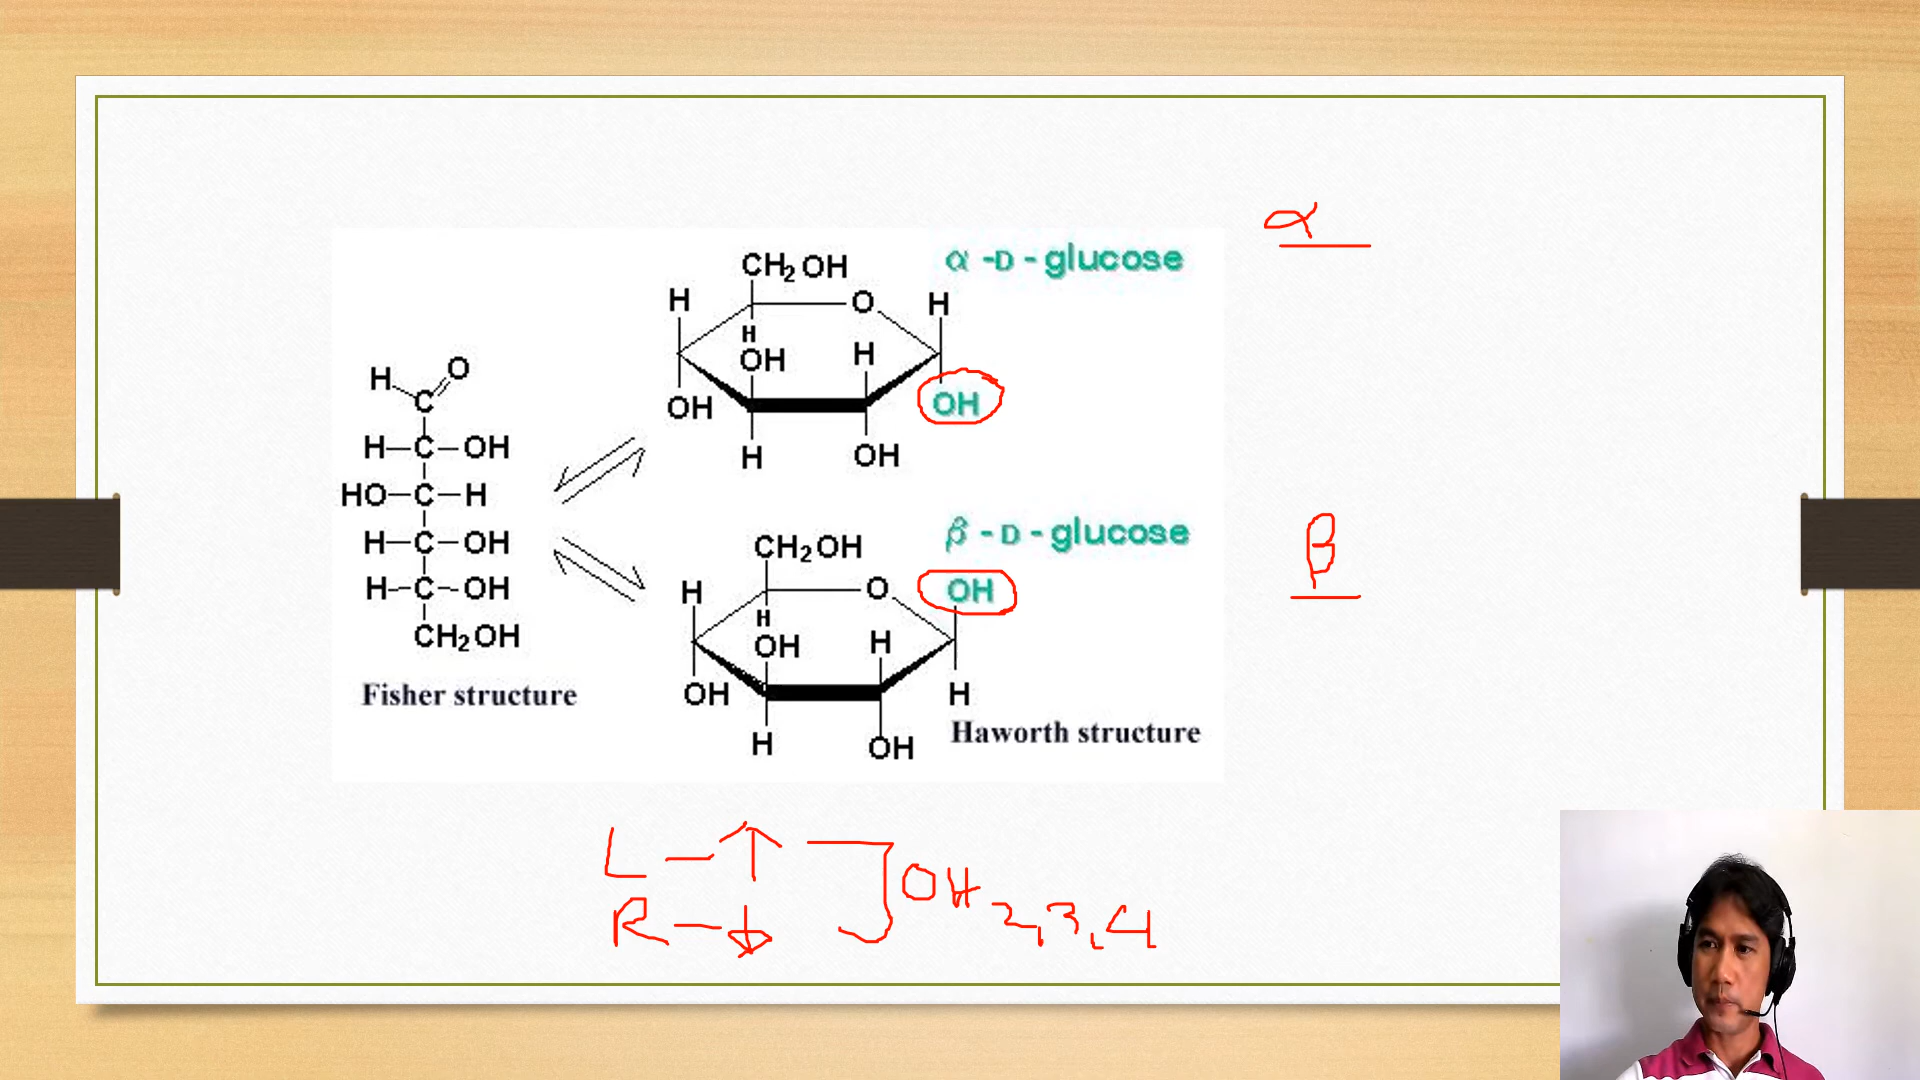 α
α - D - glucose
CH2OH
H
O
H
H
OH
H
OH
OH
H
OH
H
O
C
H-C-OH
HO-C-H
H-C-OH
H-C-OH
CH2OH
Fisher structure
β
β - D - glucose
CH2OH
H
O
OH
H
OH
H
OH
H
H
OH
Haworth structure
L - ↑
R - ↓
OH 2,3,4